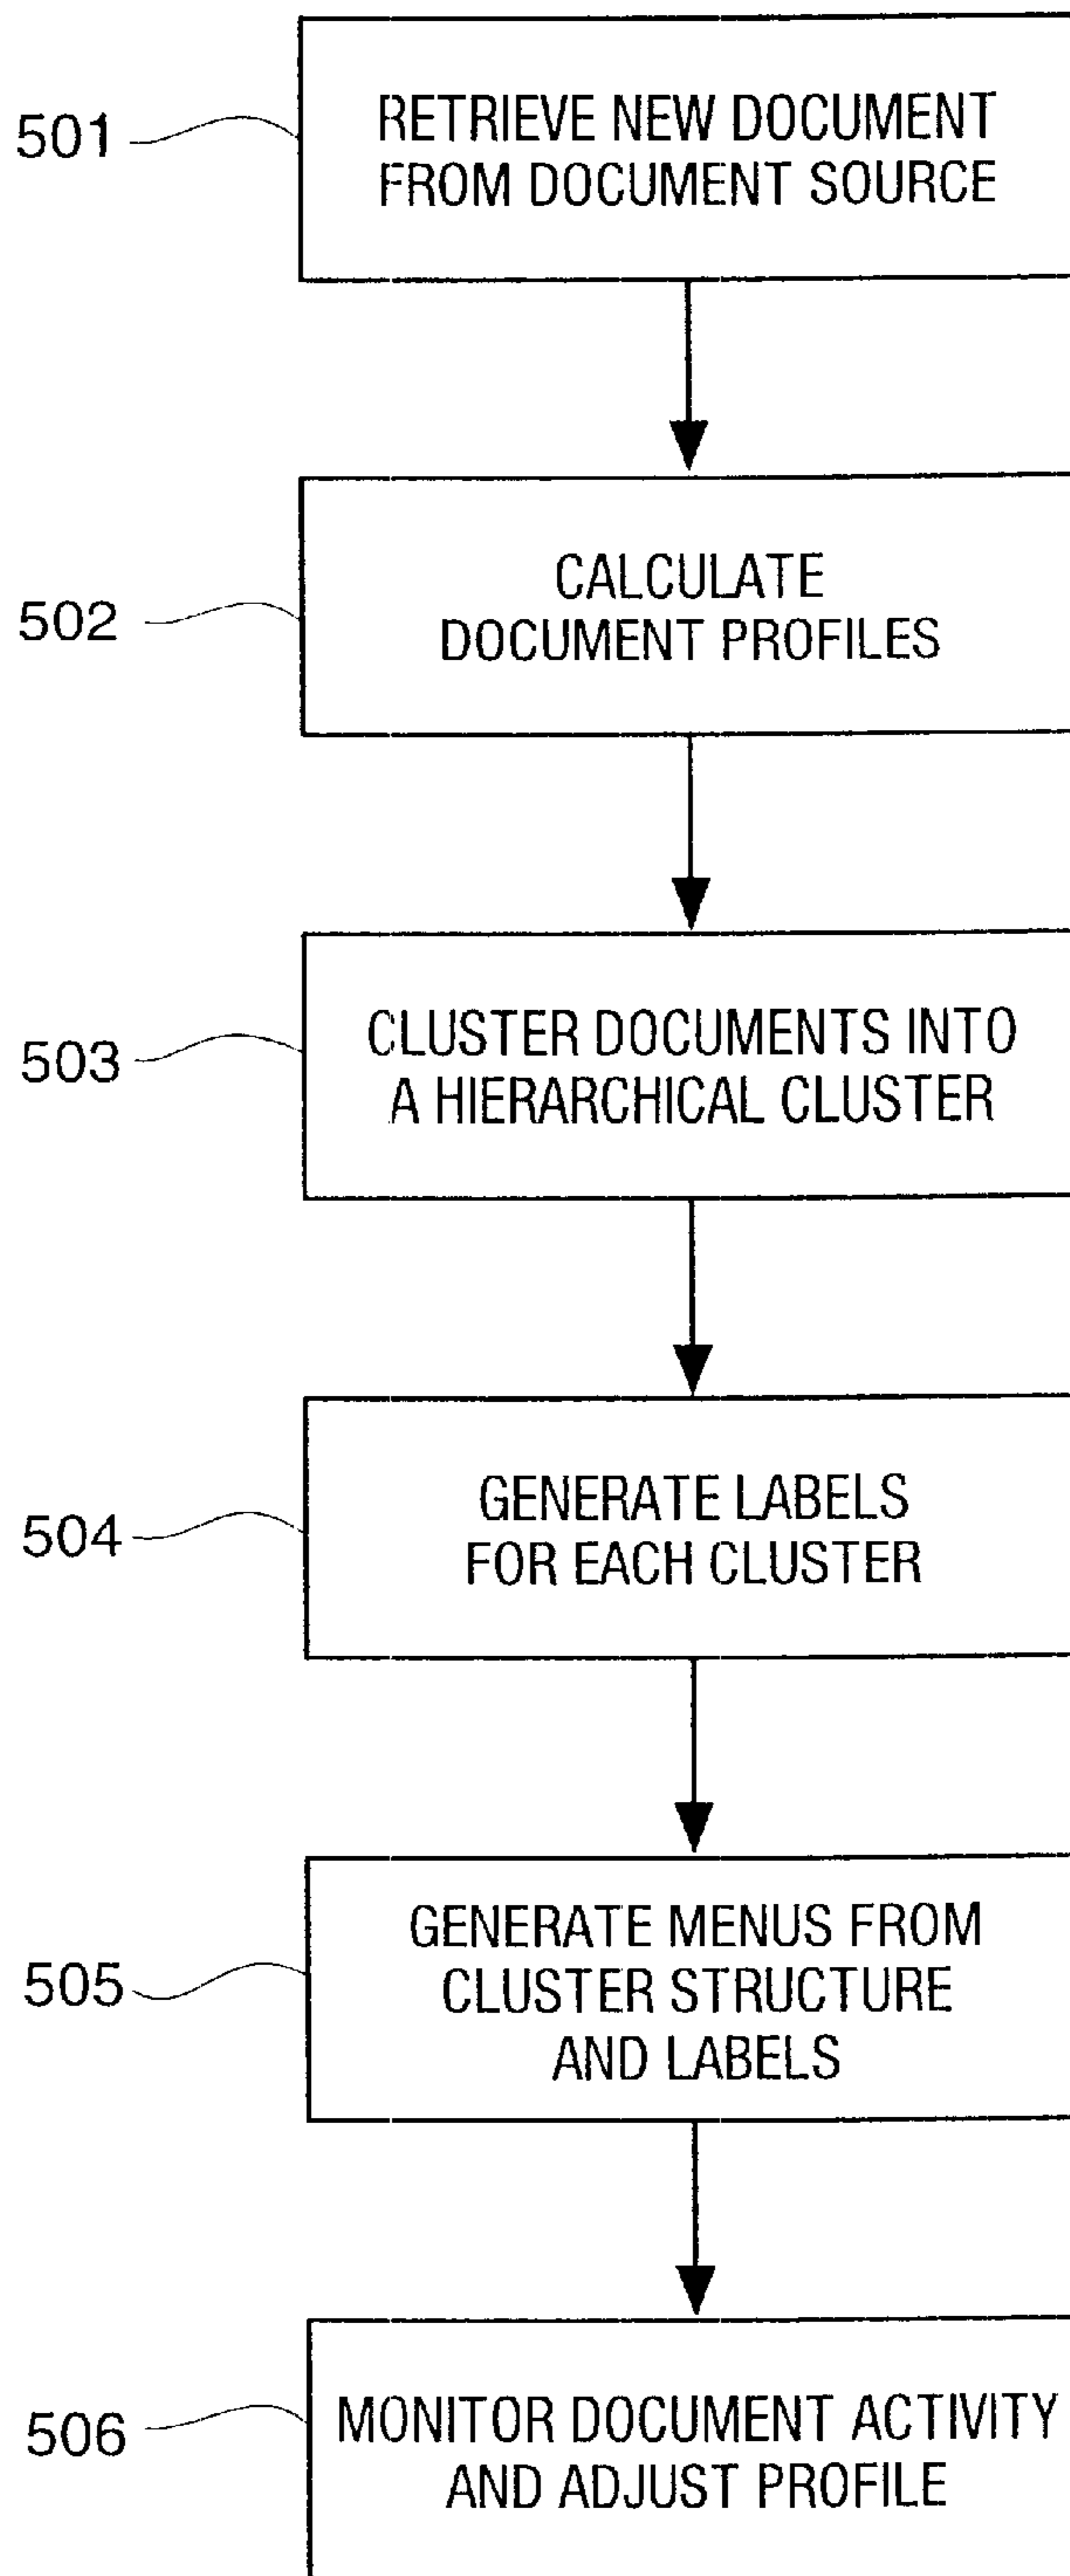 501
RETRIEVE NEW DOCUMENT
FROM DOCUMENT SOURCE
502
CALCULATE
DOCUMENT PROFILES
503
CLUSTER DOCUMENTS INTO
A HIERARCHICAL CLUSTER
504
GENERATE LABELS
FOR EACH CLUSTER
505
GENERATE MENUS FROM
CLUSTER STRUCTURE
AND LABELS
506
MONITOR DOCUMENT ACTIVITY
AND ADJUST PROFILE